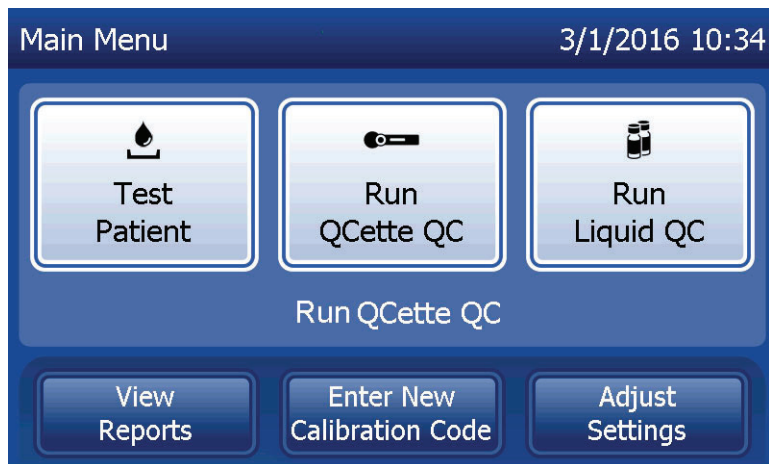 Main Menu 3/1/2016 10:34
Test
Patient
Run
QCette QC
Run
Liquid QC
Run QCette QC
View
Reports
Enter New
Calibration Code
Adjust
Settings